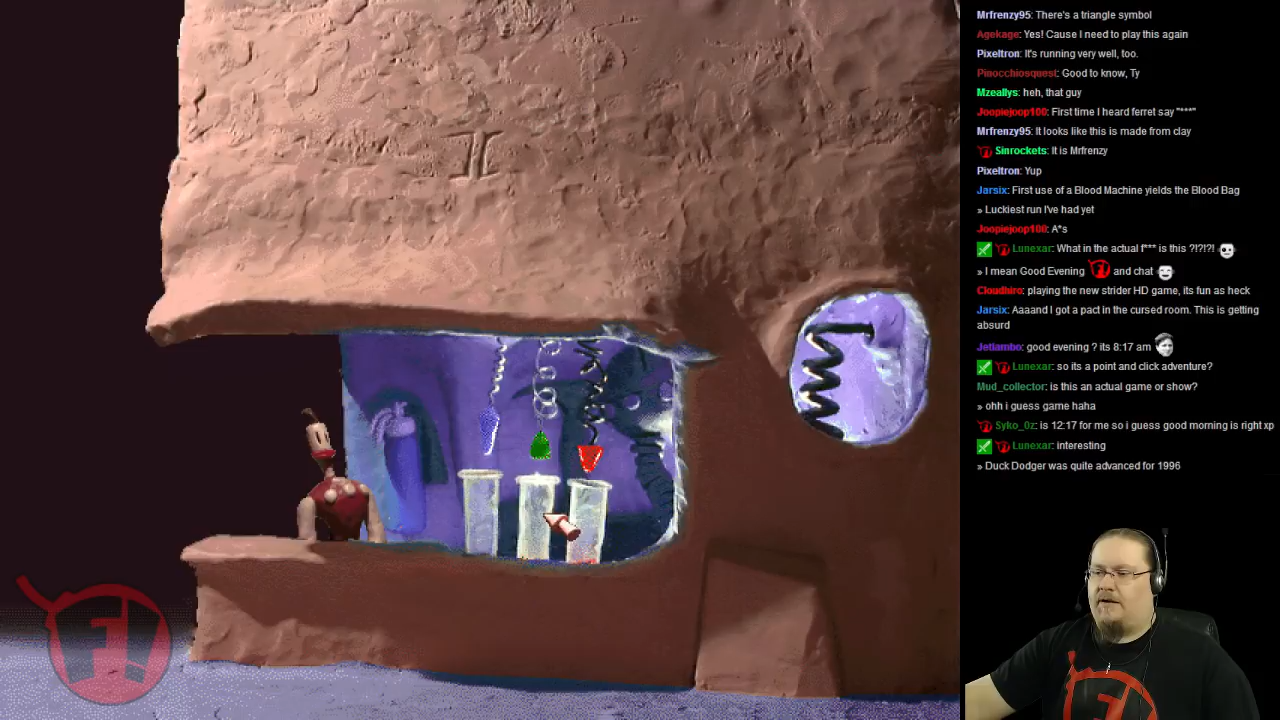 Mrfrenzy95: There's a triangle symbol
Agekage: Yes! Cause I need to play this again
Pixeltron: It's running very well, too.
Pinocchiosquest: Good to know, Ty
Mzeallys: heh, that guy
Joopiejoop100: First time I heard ferret say "***"
Mrfrenzy95: It looks like this is made from clay
Sinrockets: It is Mrfrenzy
Pixeltron: Yup
Jarsix: First use of a Blood Machine yields the Blood Bag
» Luckiest run I've had yet
Joopiejoop100: A*s
Lunexar: What in the actual f*** is this ?!?!?!
» I mean Good Evening and chat
Cloudhiro: playing the new strider HD game, its fun as heck
Jarsix: Aaaand I got a pact in the cursed room. This is getting
absurd
Jetlambo: good evening ? its 8:17 am
Lunexar: so its a point and click adventure?
Mud_collector: is this an actual game or show?
» ohh i guess game haha
Syko_0z: is 12:17 for me so i guess good morning is right xp
Lunexar: interesting
» Duck Dodger was quite advanced for 1996